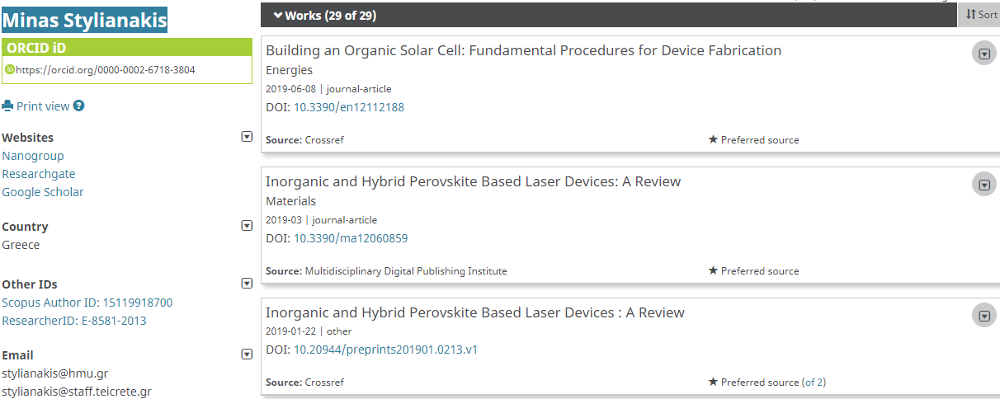 Minas Stylianakis
ORCID iD
iD https://orcid.org/0000-0002-6718-3804
Print view ?
Websites
Nanogroup
Researchgate
Google Scholar
Country
Greece
Other IDs
Scopus Author ID: 15119918700
ResearcherID: E-8581-2013
Email
stylianakis@hmu.gr
stylianakis@staff.teicrete.gr
Works (29 of 29)
Sort
Building an Organic Solar Cell: Fundamental Procedures for Device Fabrication
Energies
2019-06-08 | journal-article
DOI: 10.3390/en12112188
Source: Crossref ★ Preferred source
Inorganic and Hybrid Perovskite Based Laser Devices: A Review
Materials
2019-03 | journal-article
DOI: 10.3390/ma12060859
Source: Multidisciplinary Digital Publishing Institute ★ Preferred source
Inorganic and Hybrid Perovskite Based Laser Devices : A Review
2019-01-22 | other
DOI: 10.20944/preprints201901.0213.v1
Source: Crossref ★ Preferred source (of 2)